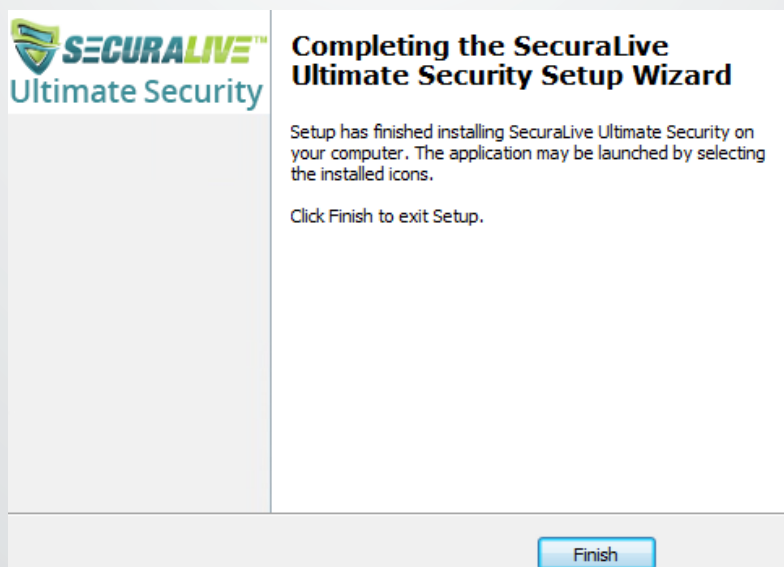 SECURALIVE™
Ultimate Security
Completing the SecuraLive
Ultimate Security Setup Wizard
Setup has finished installing SecuraLive Ultimate Security on
your computer. The application may be launched by selecting
the installed icons.
Click Finish to exit Setup.
Finish